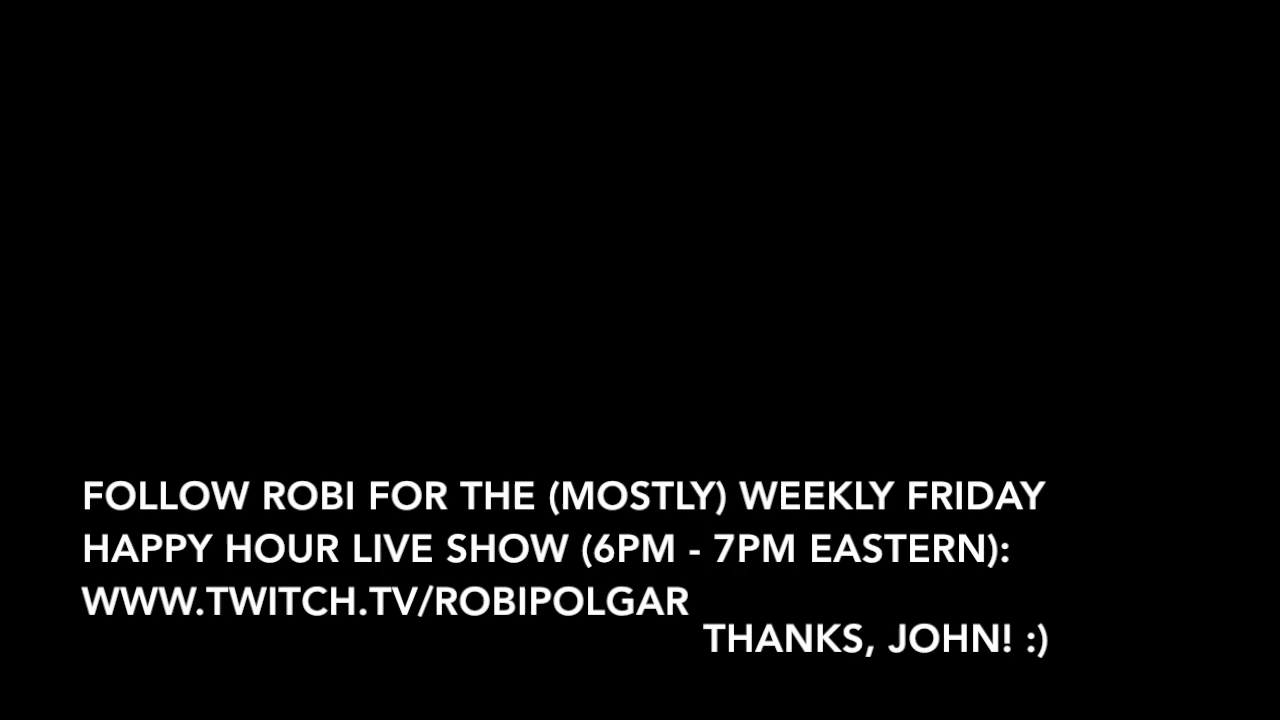 FOLLOW ROBI FOR THE (MOSTLY) WEEKLY FRIDAY
HAPPY HOUR LIVE SHOW (6PM - 7PM EASTERN):
WWW.TWITCH.TV/ROBIPOLGAR
THANKS, JOHN! :)